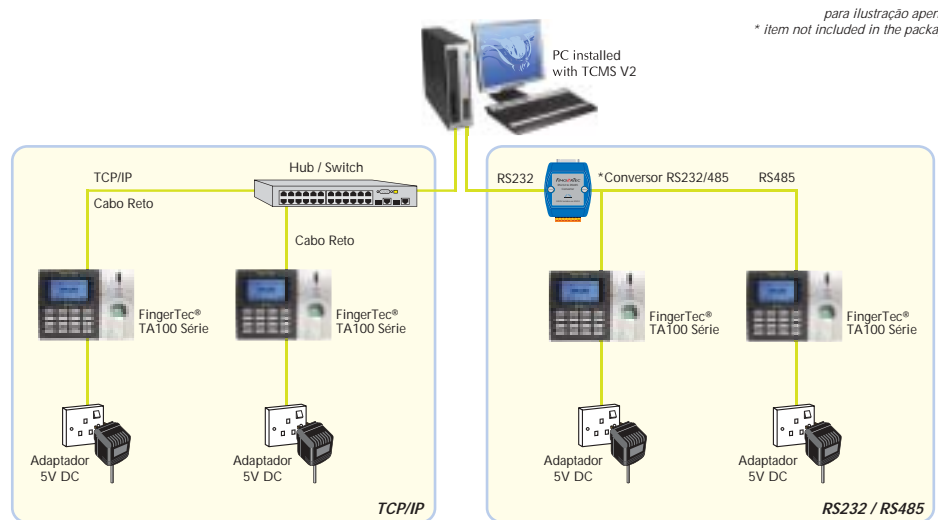 para ilustração aper
* item not included in the packa
PC installed
with TCMS V2
TCP/IP
Cabo Reto
Hub / Switch
Cabo Reto
FingerTec®
TA100 Série
FingerTec®
TA100 Série
Adaptador
5V DC
Adaptador
5V DC
TCP/IP
RS232
FINGERTEC
*Conversor RS232/485
RS485
FingerTec®
TA100 Série
FingerTec®
TA100 Série
Adaptador
5V DC
Adaptador
5V DC
RS232 / RS485